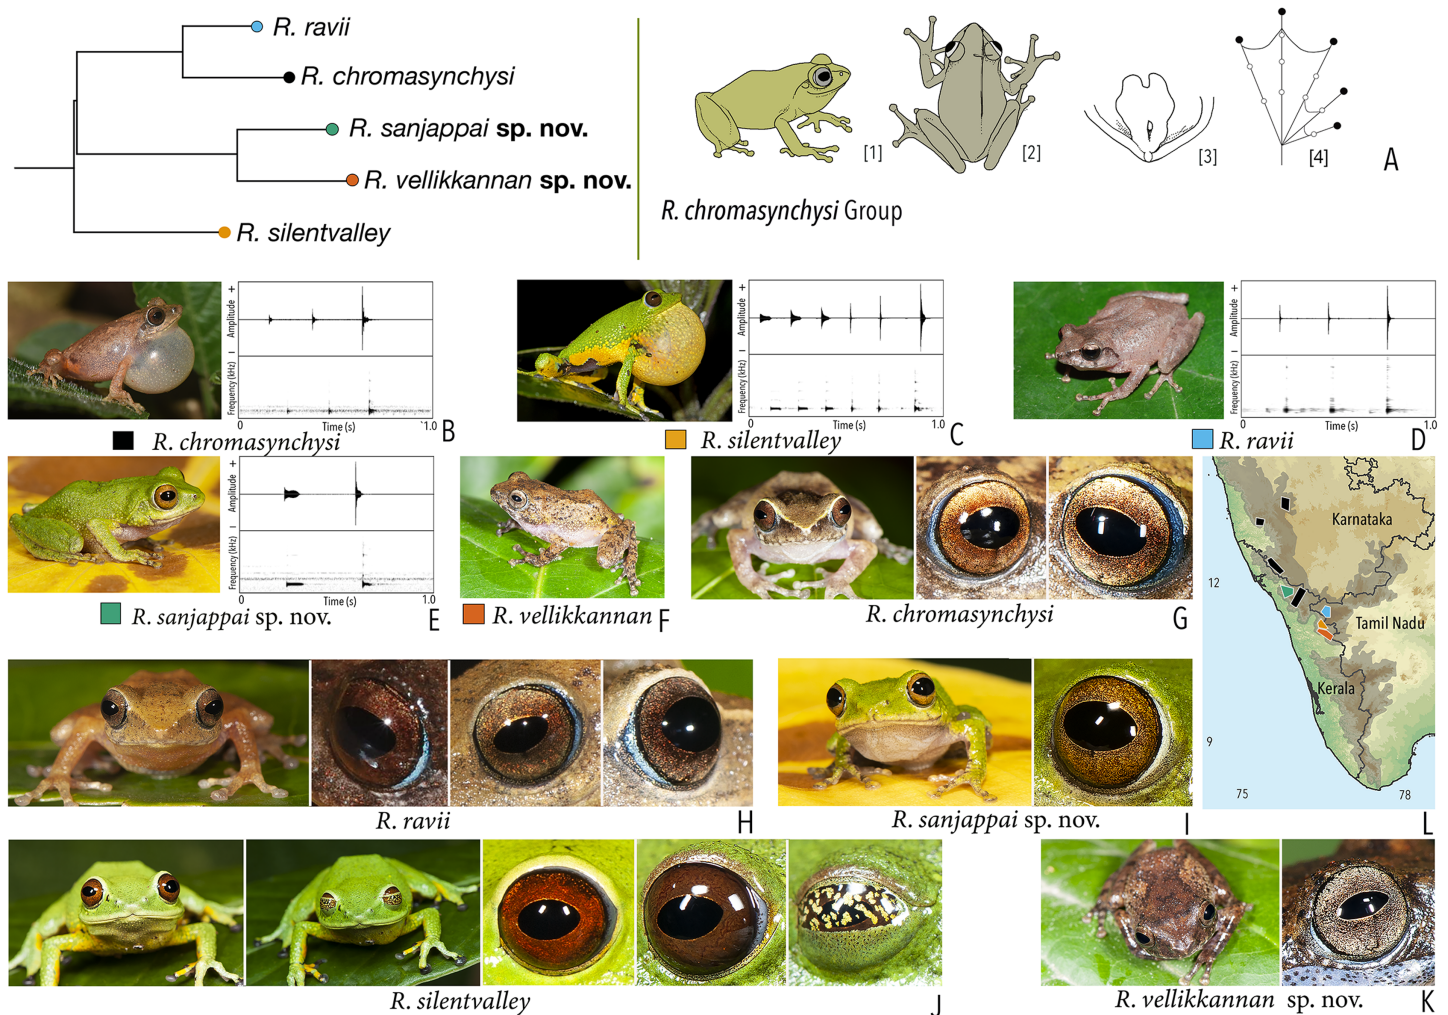 R. ravii
R. chromasynchysi
R. sanjappai sp. nov.
R. vellikkannan sp. nov.
R. silentvalley
[1]
[2]
[3]
[4]
A
R. chromasynchysi Group
Amplitude
+
–
Frequency (kHz)
0
Time (s)
1.0
B
R. chromasynchysi
Amplitude
+
–
Frequency (kHz)
0
Time (s)
1.0
C
R. silentvalley
Amplitude
+
–
Frequency (kHz)
0
Time (s)
1.0
D
R. ravii
Amplitude
+
–
Frequency (kHz)
0
Time (s)
1.0
E
R. sanjappai sp. nov.
R. vellikkannan
F
R. chromasynchysi
G
Karnataka
12
Tamil Nadu
Kerala
9
75
78
L
R. ravii
H
R. sanjappai sp. nov.
I
R. silentvalley
J
R. vellikkannan sp. nov.
K